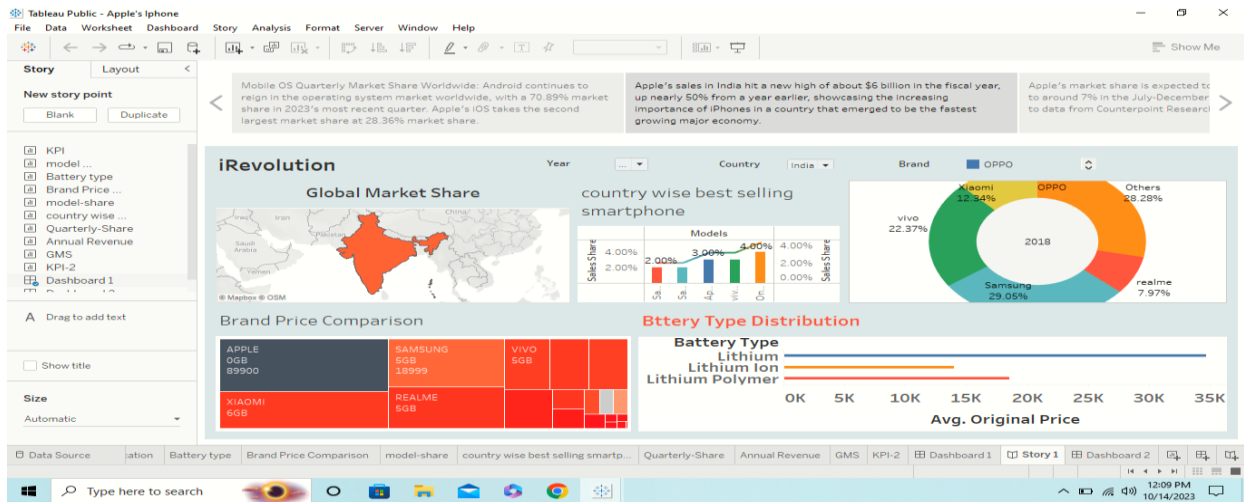 Tableau Public - Apple's Iphone
File Data Worksheet Dashboard Story Analysis Format Server Window Help
Show Me
Story Layout
New story point
Blank Duplicate
KPI
model ...
Battery type
Brand Price ...
model-share
country wise ...
Quarterly-Share
Annual Revenue
GMS
KPI-2
Dashboard 1
A Drag to add text
Show title
Size
Automatic
Mobile OS Quarterly Market Share Worldwide: Android continues to
reign in the operating system market worldwide, with a 70.89% market
share in 2023's most recent quarter. Apple's iOS takes the second
largest market share at 28.36% market share.
Apple's sales in India hit a new high of about $6 billion in the fiscal year,
up nearly 50% from a year earlier, showcasing the increasing
importance of iPhones in a country that emerged to be the fastest
growing major economy.
Apple's market share is expected to
to around 7% in the July-December
to data from Counterpoint Research
iRevolution
Year ...
Country India
Brand OPPO
Global Market Share
Iraq Iran China
Pakistan
Saudi
Arabia
Yemen
© Mapbox © OSM
country wise best selling
smartphone
Models
Sales Share
4.00%
2.00%
2.00% 3.00% 4.00%
4.00%
2.00%
0.00%
Sales Share
Sa.. Sa.. Ap.. viv.. On..
Xiaomi
12.34%
OPPO
Others
28.28%
vivo
22.37%
2018
Samsung
29.05%
realme
7.97%
Brand Price Comparison
APPLE
0GB
89900
SAMSUNG
5GB
18999
VIVO
5GB
XIAOMI
6GB
REALME
5GB
Bttery Type Distribution
Battery Type
Lithium
Lithium Ion
Lithium Polymer
0K 5K 10K 15K 20K 25K 30K 35K
Avg. Original Price
Data Source ation Battery type Brand Price Comparison model-share country wise best selling smartp... Quarterly-Share Annual Revenue GMS KPI-2 Dashboard 1 Story 1 Dashboard 2
Type here to search
12:09 PM
10/14/2023